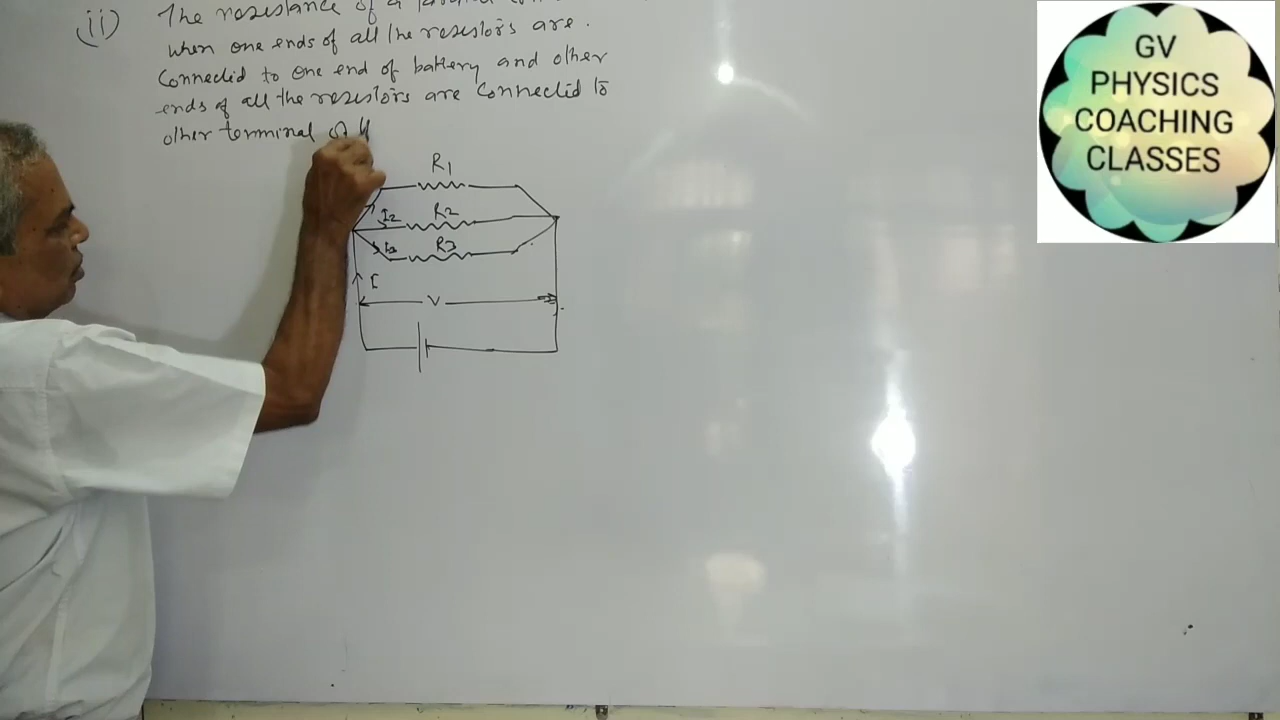 (ii) The resistance of a
when one ends of all the resistors are.
Connected to one end of battery and other
ends of all the resistors are connected to
other terminal of
R1
I2 R2
R3
I
V
GV
PHYSICS
COACHING
CLASSES